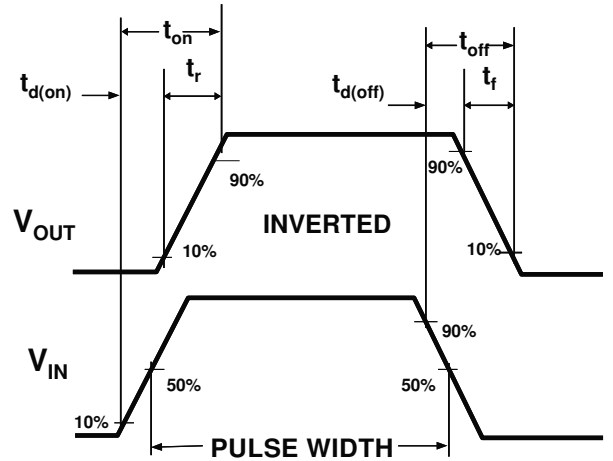 t_on
t_off
t_d(on)
t_r
t_d(off)
t_f
90%
90%
V_OUT
INVERTED
10%
10%
90%
V_IN
50%
50%
10%
PULSE WIDTH